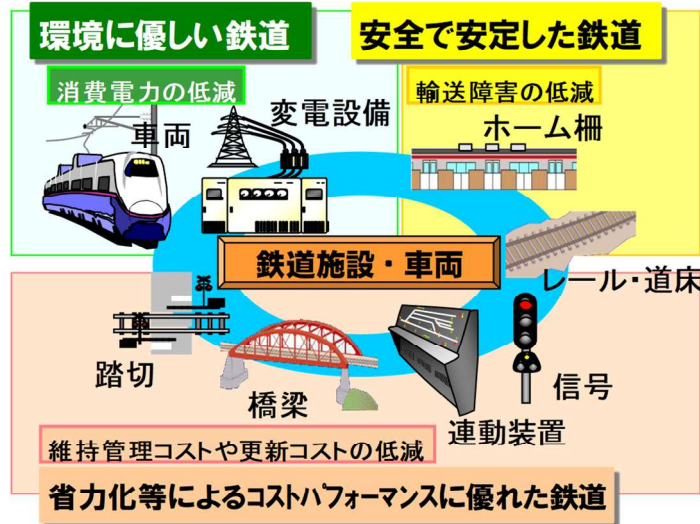 環境に優しい鉄道
安全で安定した鉄道
消費電力の低減
輸送障害の低減
車両
変電設備
ホーム柵
鉄道施設・車両
レール・道床
踏切
橋梁
連動装置
信号
維持管理コストや更新コストの低減
省力化等によるコストパフォーマンスに優れた鉄道